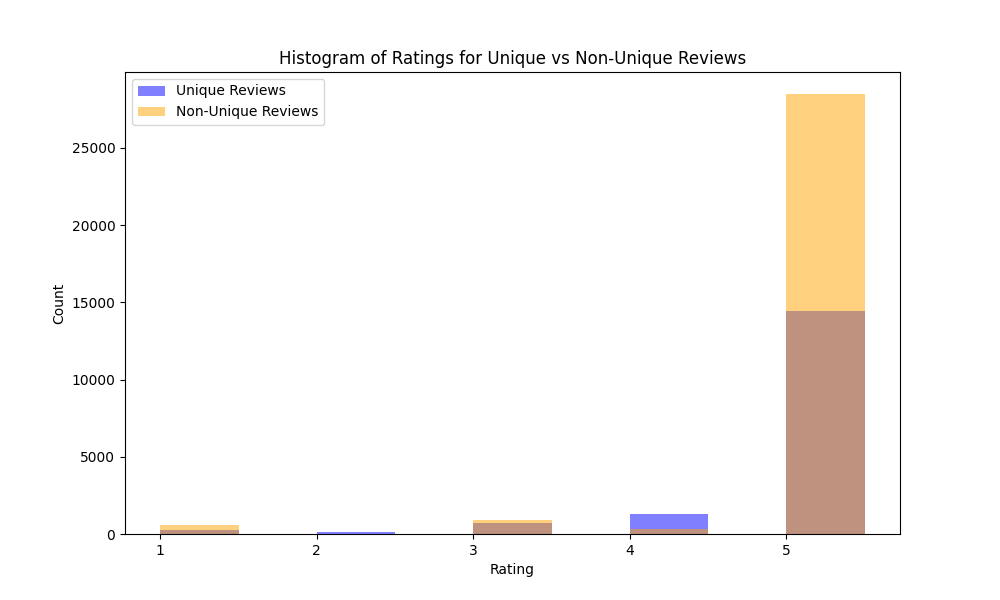 Histogram of Ratings for Unique vs Non-Unique Reviews
Unique Reviews
Non-Unique Reviews
25000
20000
15000
10000
5000
0
Count
1 2 3 4 5
Rating